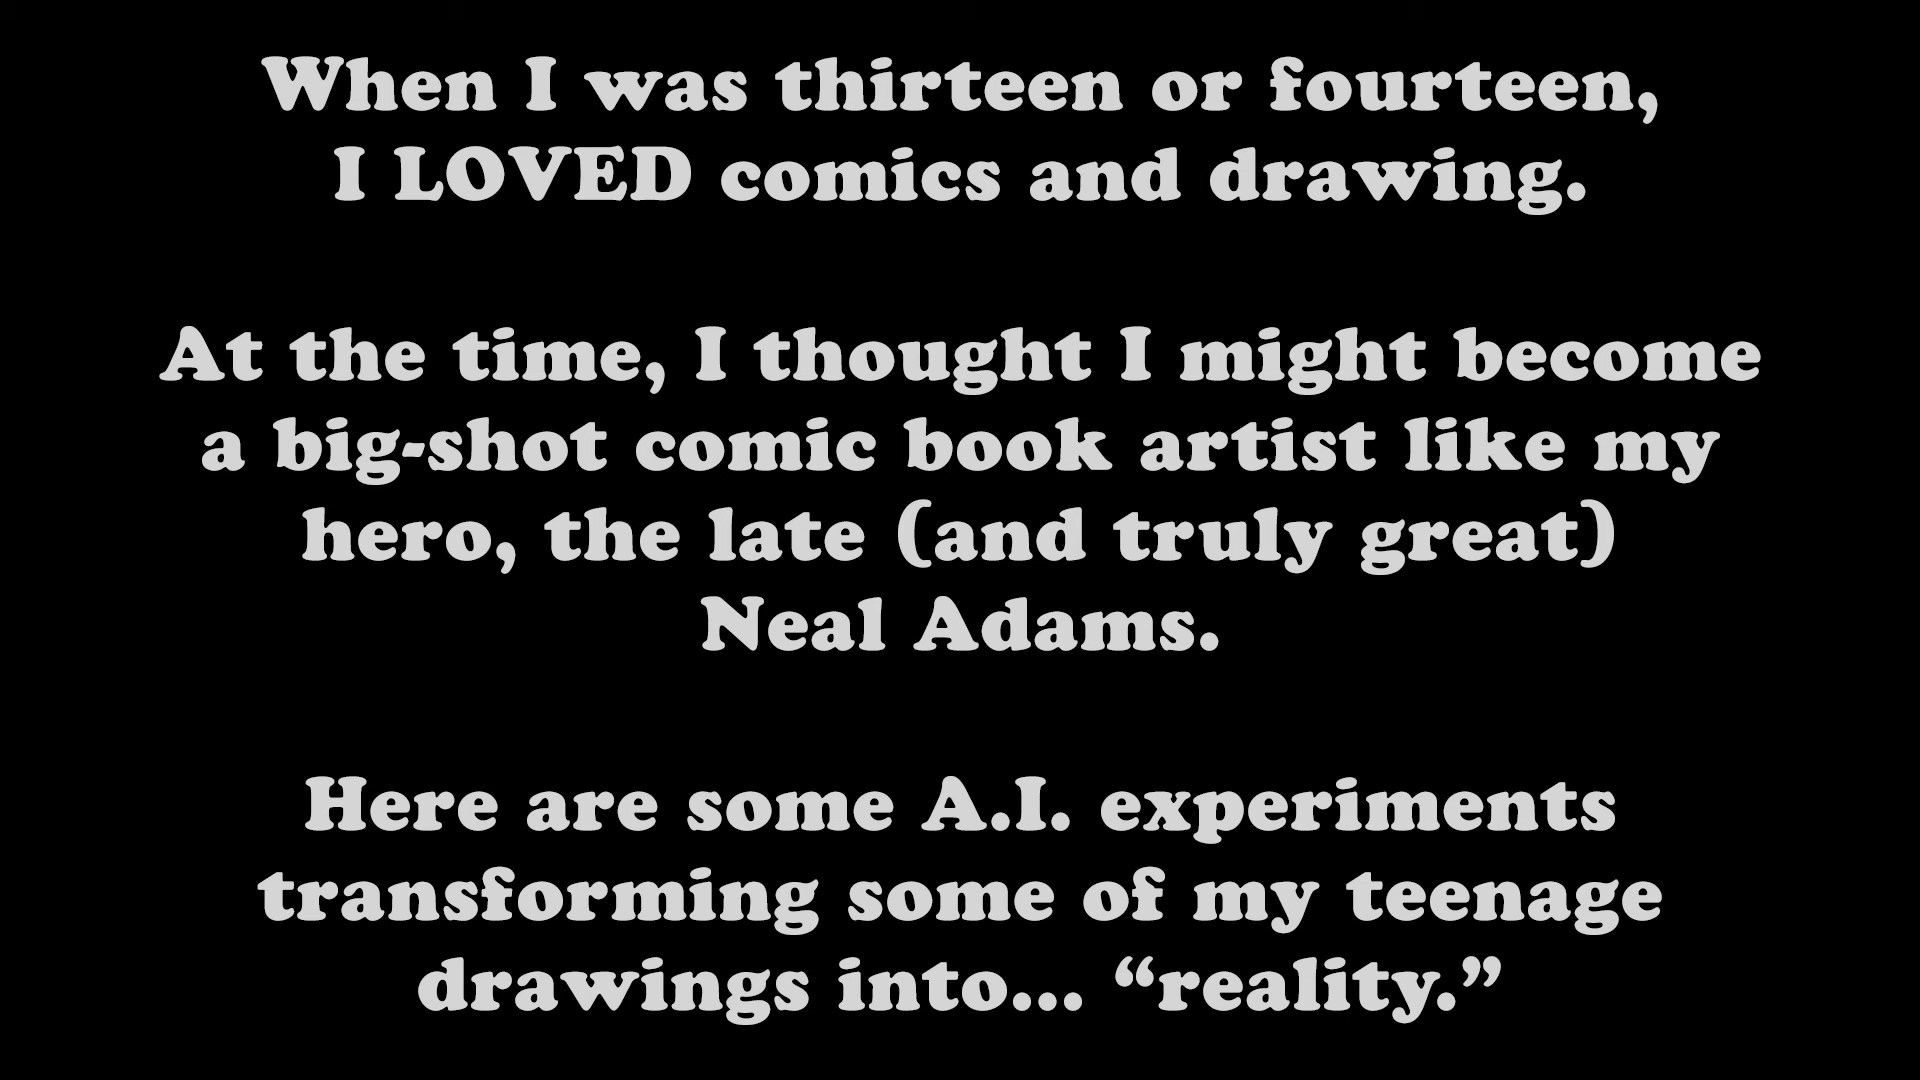 When I was thirteen or fourteen,
I LOVED comics and drawing.
At the time, I thought I might become
a big-shot comic book artist like my
hero, the late (and truly great)
Neal Adams.
Here are some A.I. experiments
transforming some of my teenage
drawings into... “reality.”